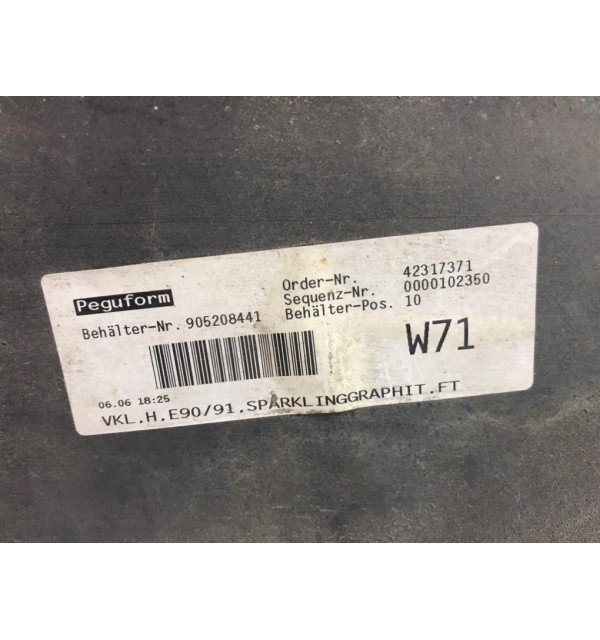 Peguform
Order-Nr. 42317371
Sequenz-Nr. 0000102350
Behälter-Nr. 905208441
Behälter-Pos. 10
W71
06.06 18:25
VKL.H.E90/91.SPARKLINGGRAPHIT.FT